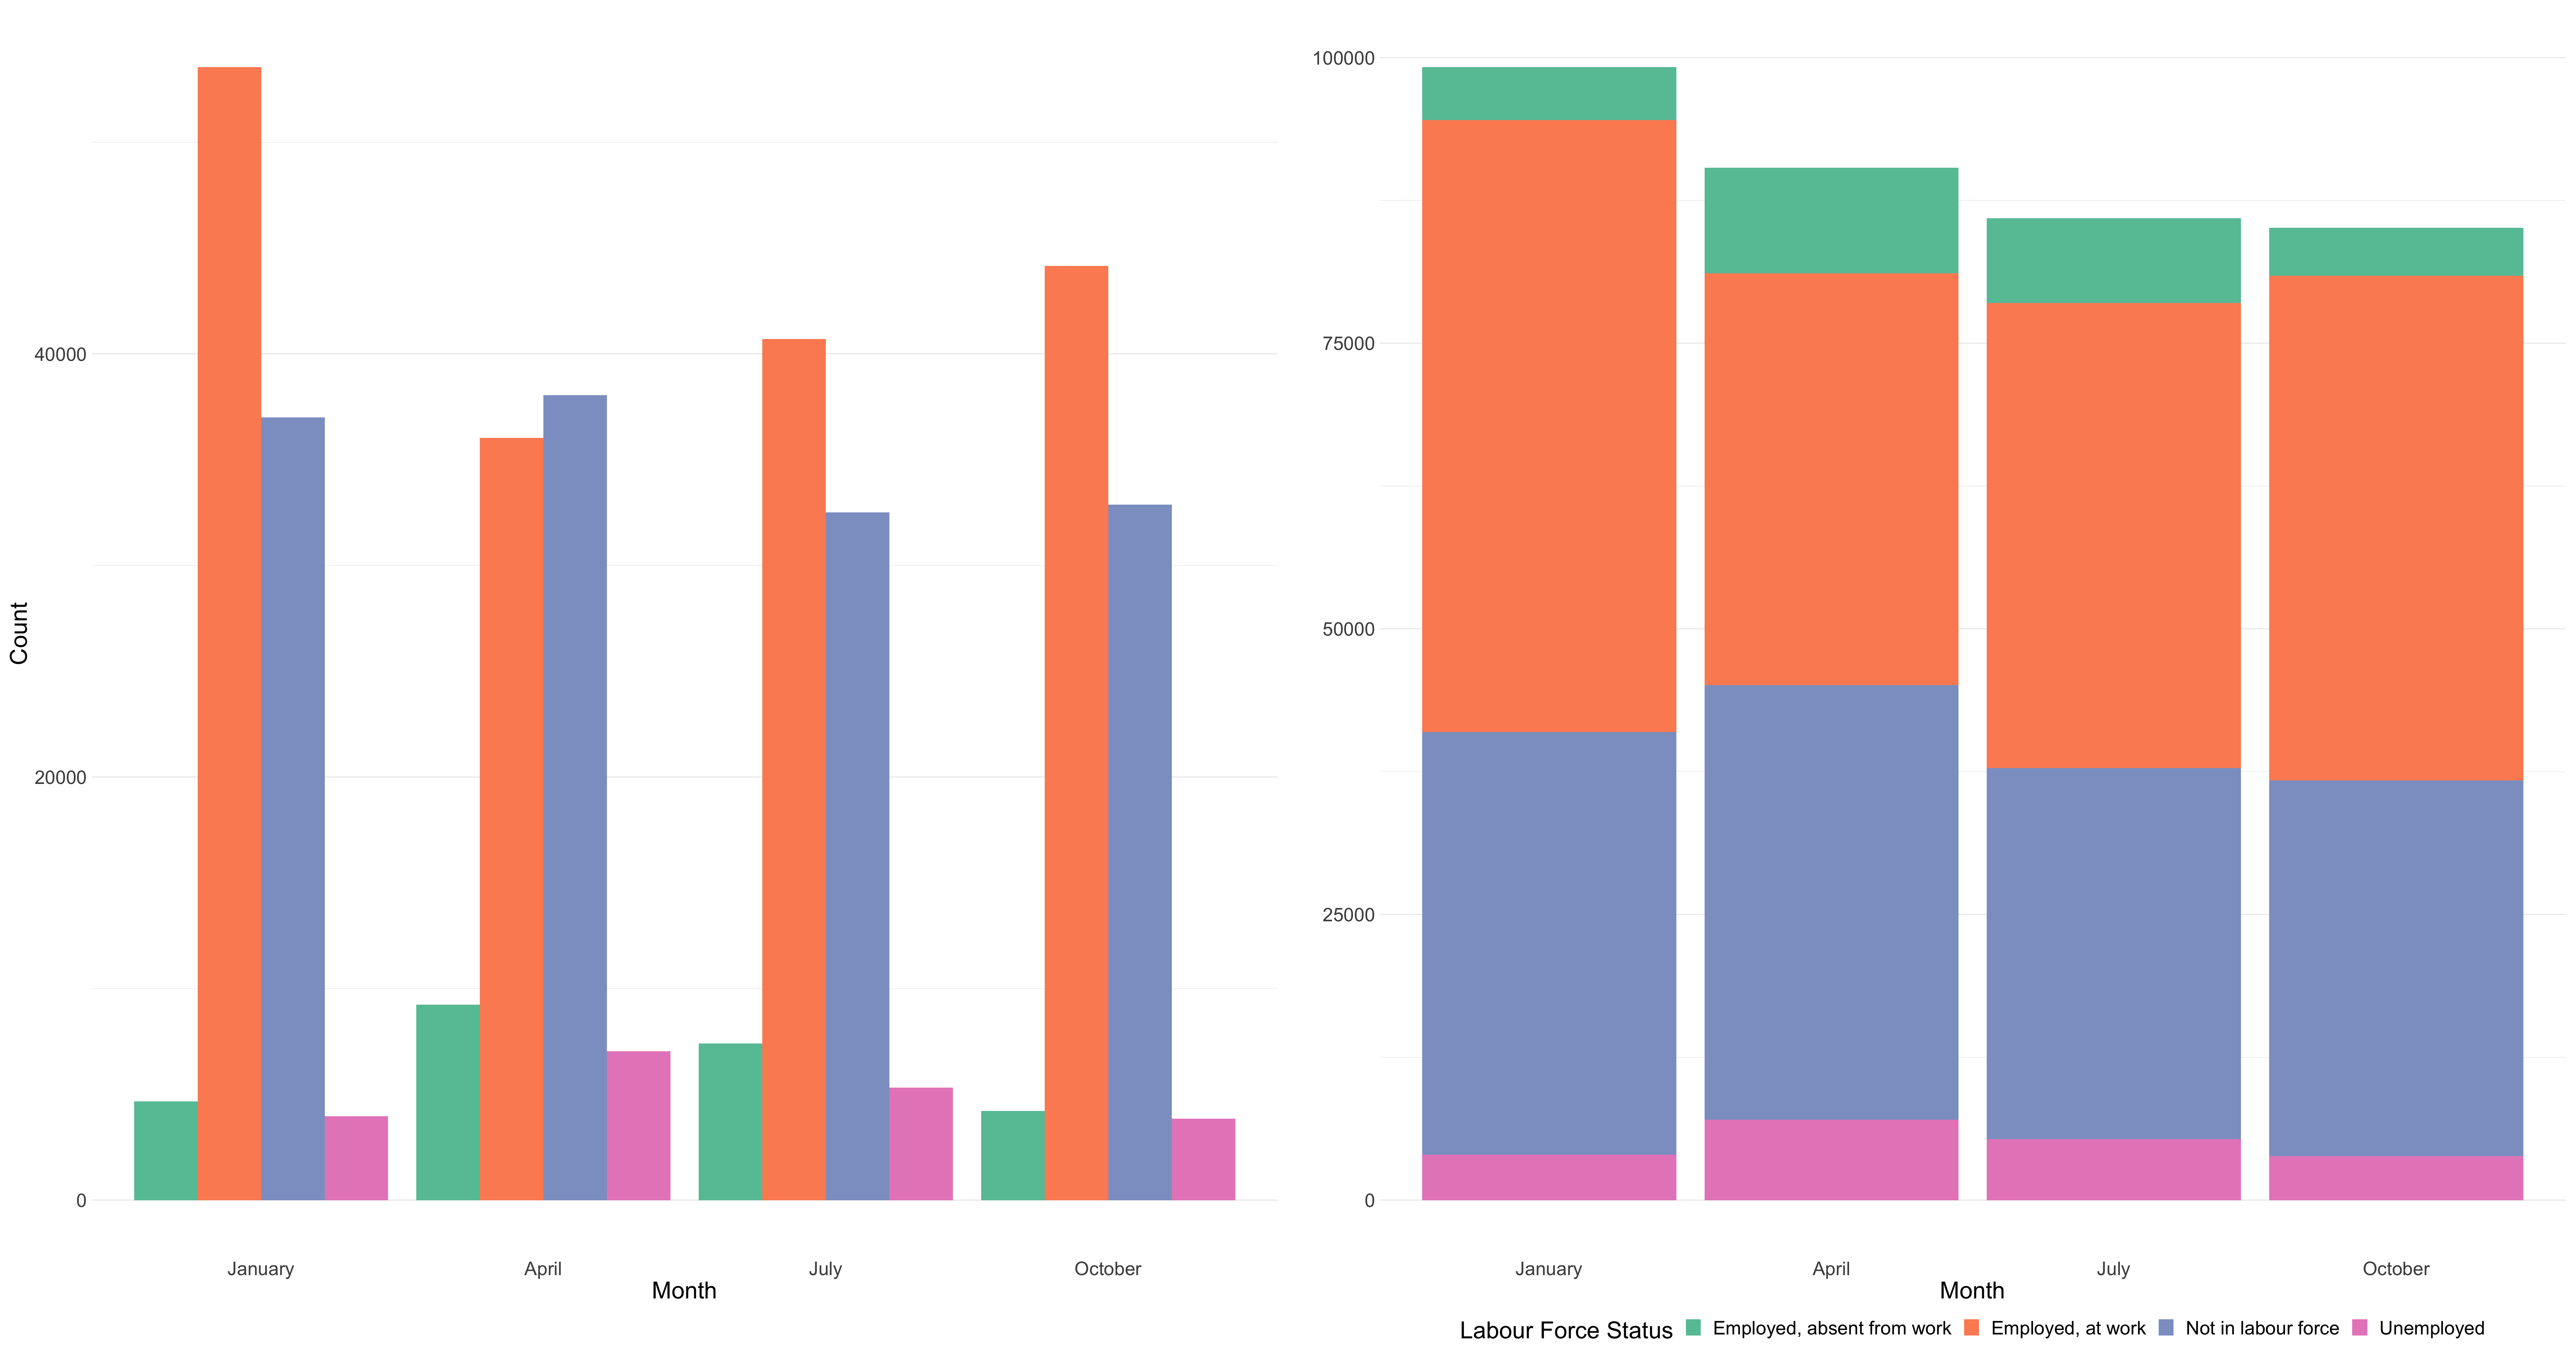 Count
40000
20000
0
January April July October
Month
100000
75000
50000
25000
0
January April July October
Month
Labour Force Status Employed, absent from work Employed, at work Not in labour force Unemployed